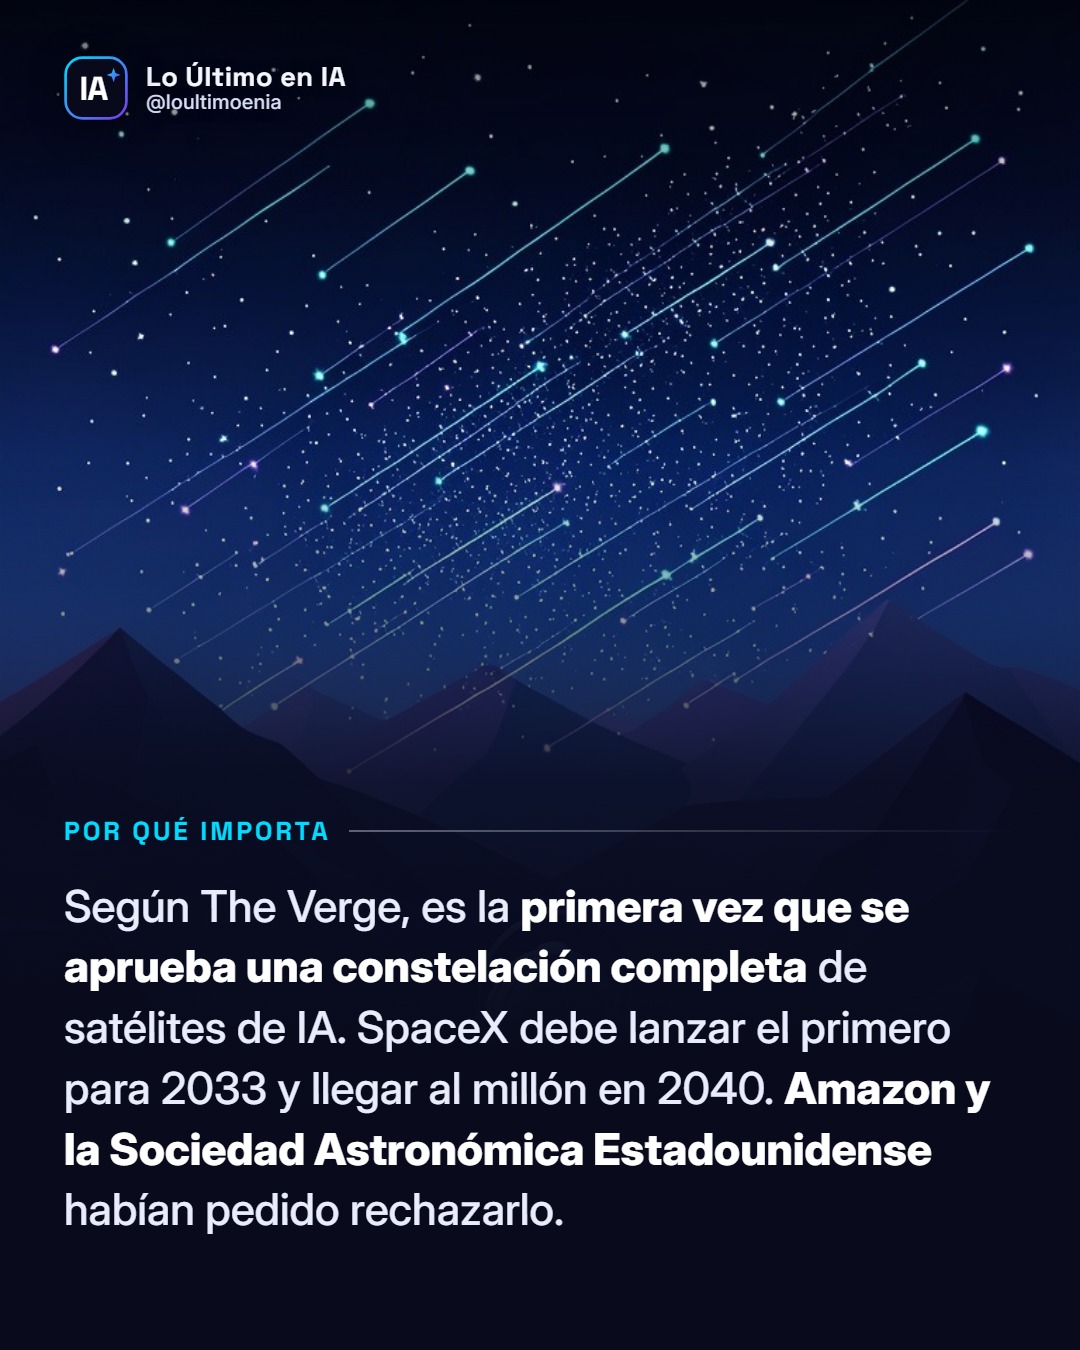 IA
Lo Último en IA
@loultimoenia
POR QUÉ IMPORTA
Según The Verge, es la primera vez que se
aprueba una constelación completa de
satélites de IA. SpaceX debe lanzar el primero
para 2033 y llegar al millón en 2040. Amazon y
la Sociedad Astronómica Estadounidense
habían pedido rechazarlo.